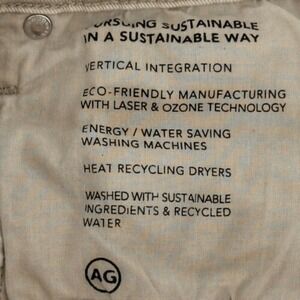 PURSUING SUSTAINABLE
IN A SUSTAINABLE WAY
VERTICAL INTEGRATION
ECO-FRIENDLY MANUFACTURING
WITH LASER & OZONE TECHNOLOGY
ENERGY / WATER SAVING
WASHING MACHINES
HEAT RECYCLING DRYERS
WASHED WITH SUSTAINABLE
INGREDIENTS & RECYCLED
WATER
AG